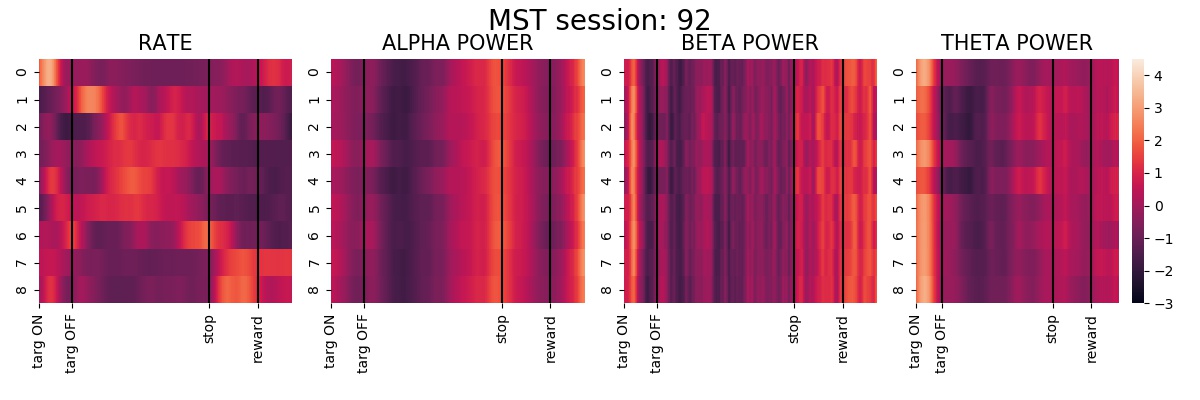 MST session: 92
RATE
ALPHA POWER
BETA POWER
THETA POWER
0
1
2
3
4
5
6
7
8
targ ON
targ OFF
stop
reward
0
1
2
3
4
5
6
7
8
targ ON
targ OFF
stop
reward
0
1
2
3
4
5
6
7
8
targ ON
targ OFF
stop
reward
0
1
2
3
4
5
6
7
8
targ ON
targ OFF
stop
reward
4
3
2
1
0
−1
−2
−3